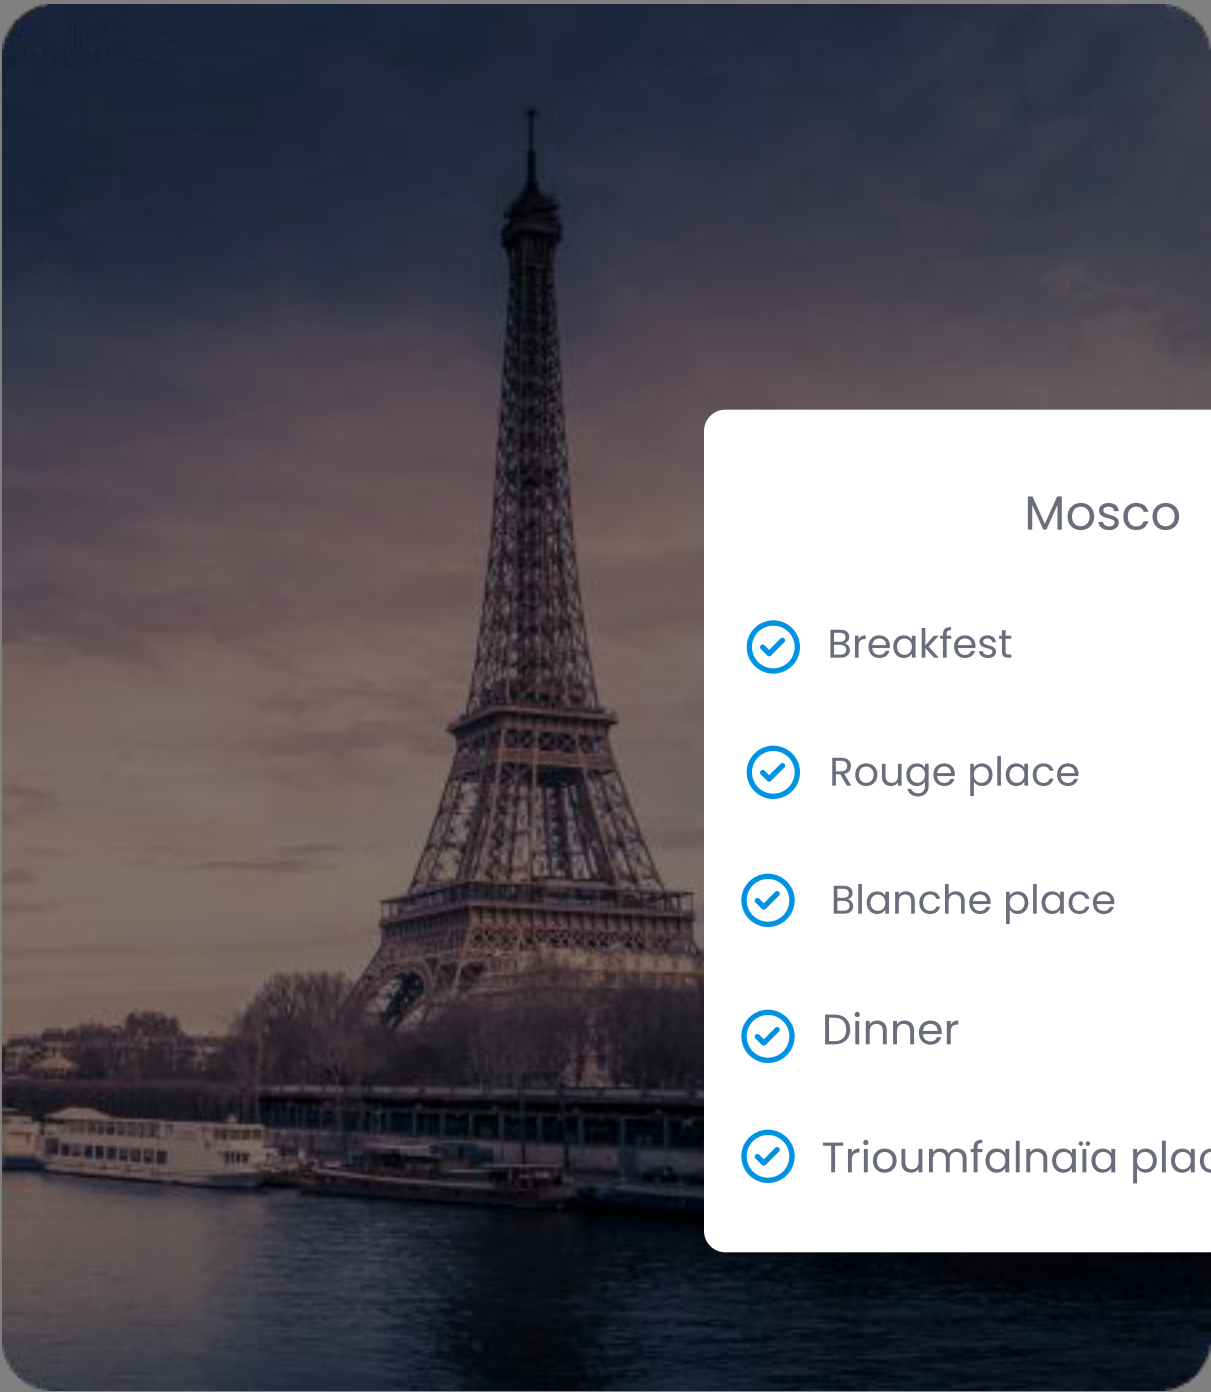 Mosco
Breakfest
Rouge place
Blanche place
Dinner
Trioumfalnaïa plac